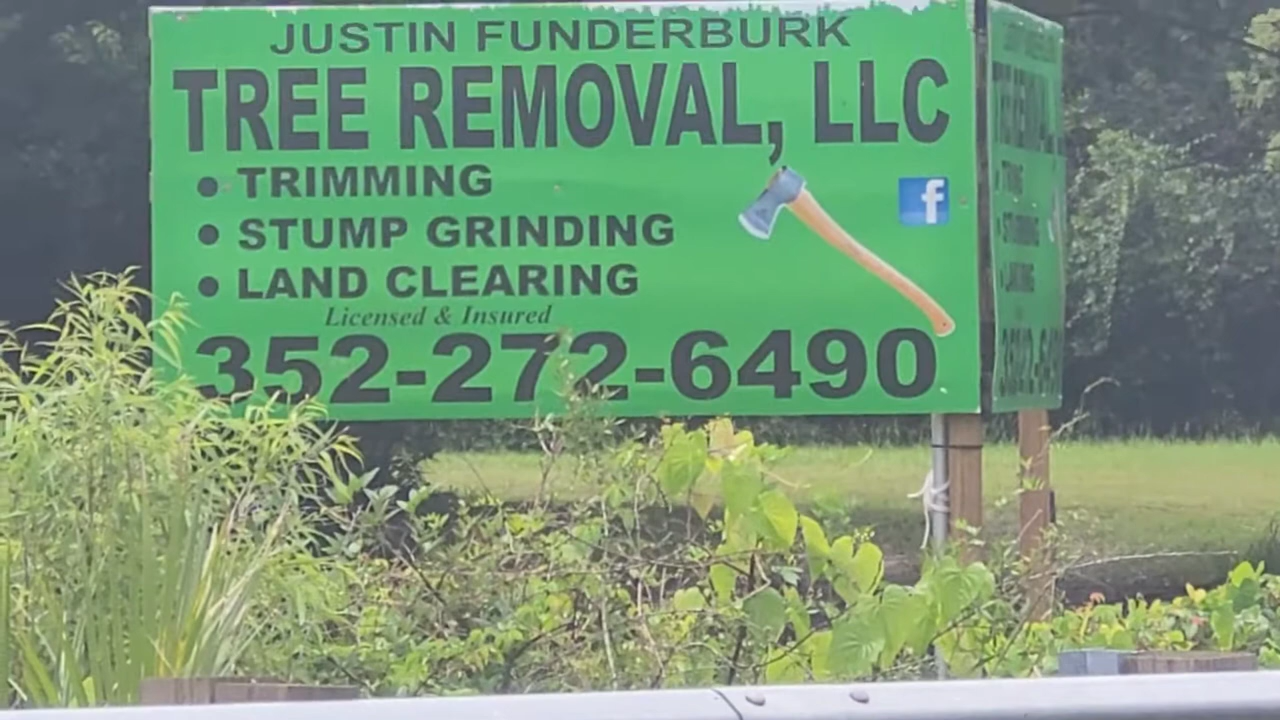 JUSTIN FUNDERBURK
TREE REMOVAL, LLC
• TRIMMING
• STUMP GRINDING
• LAND CLEARING
Licensed & Insured
352-272-6490
f